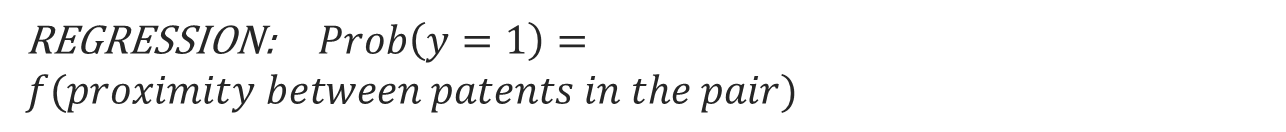 REGRESSION: Prob(y = 1) =
f(proximity between patents in the pair)